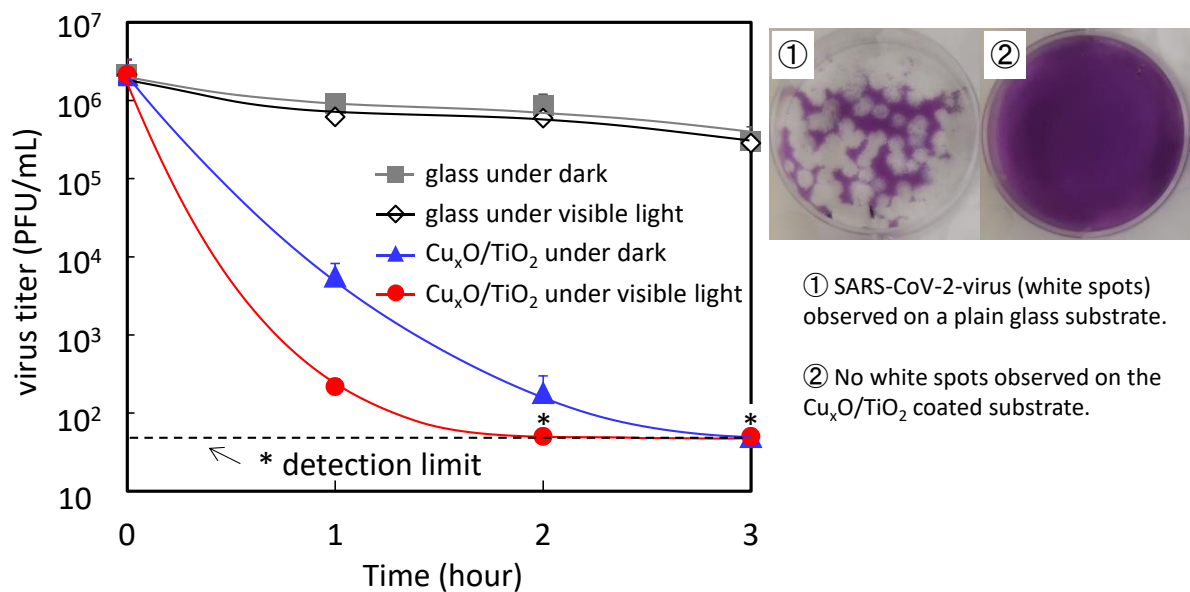 10⁷
10⁶
10⁵
10⁴
10³
10²
10
virus titer (PFU/mL)
glass under dark
glass under visible light
CuₓO/TiO₂ under dark
CuₓO/TiO₂ under visible light
* *
* detection limit
0 1 2 3
Time (hour)
① ②
① SARS-CoV-2-virus (white spots)
observed on a plain glass substrate.
② No white spots observed on the
CuₓO/TiO₂ coated substrate.